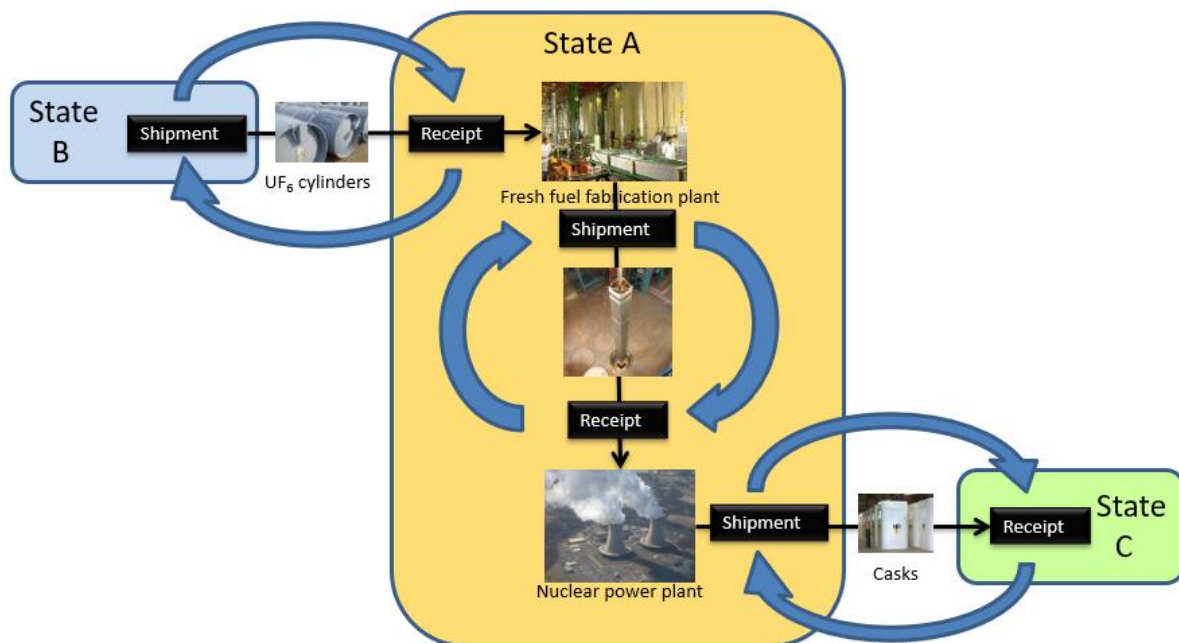 State A
State
B
Shipment
UF₆ cylinders
Receipt
Fresh fuel fabrication plant
Shipment
Receipt
Nuclear power plant
Shipment
Casks
Receipt
State
C